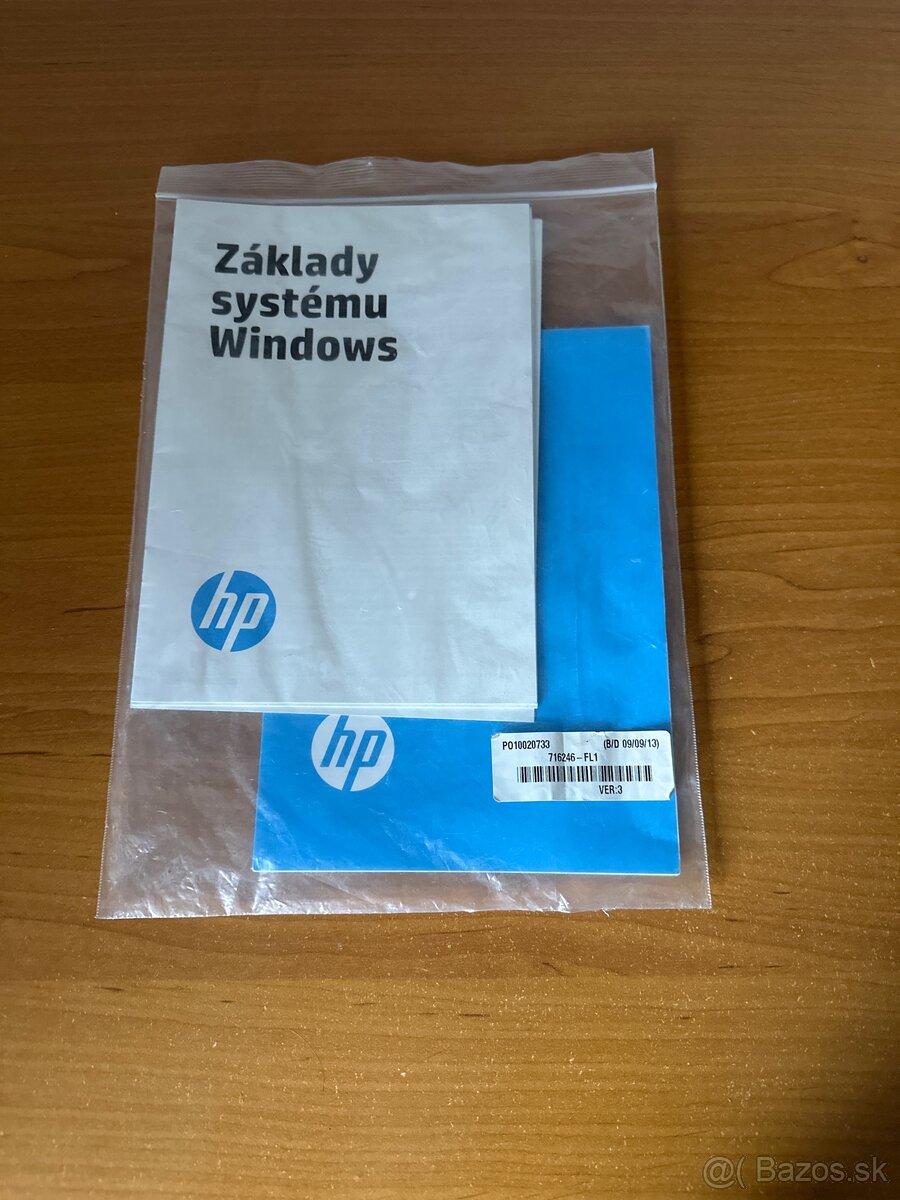 Základy
systému
Windows
hp
hp
PO10020733 (B/D 09/09/13)
716246-FL1
VER:3
@( Bazos.sk